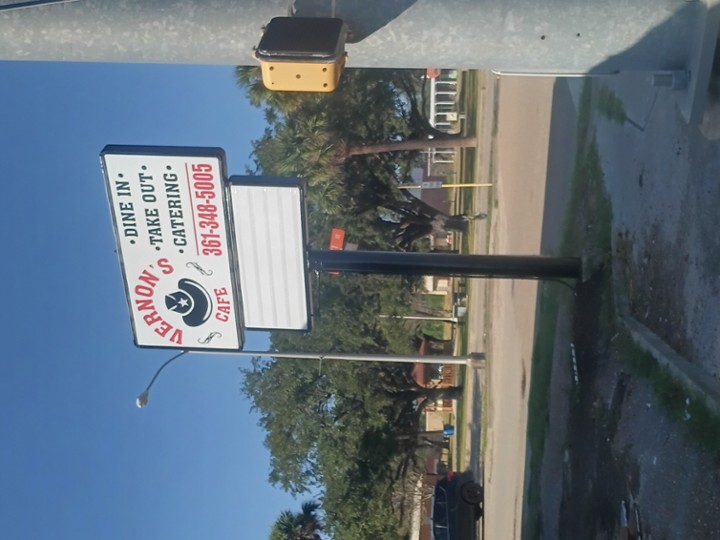 VERNON'S
CAFE
•DINE IN•
•TAKE OUT•
•CATERING•
361-348-5005